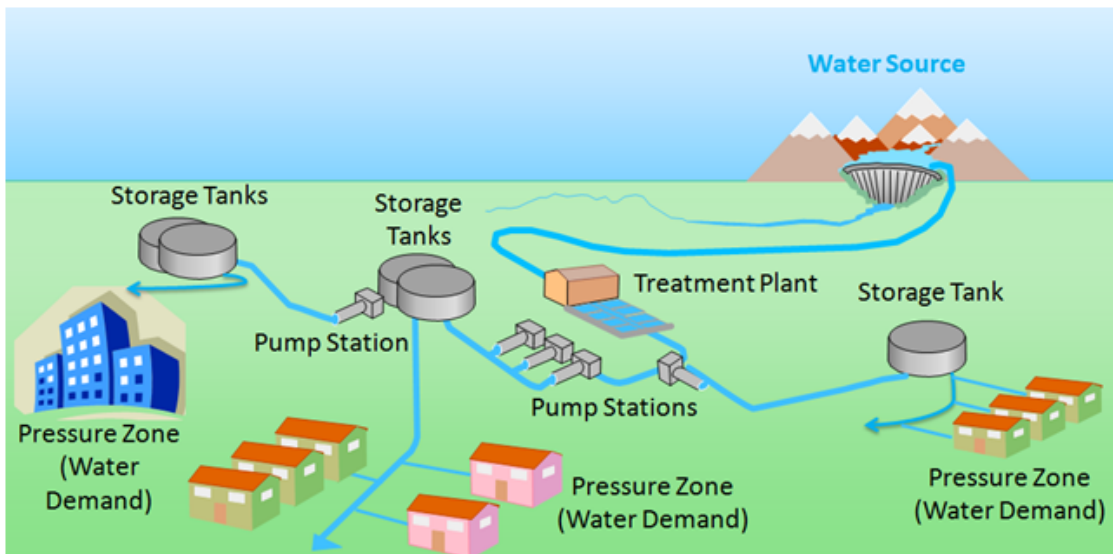 Water Source
Storage Tanks
Storage
Tanks
Treatment Plant
Storage Tank
Pump Station
Pump Stations
Pressure Zone
(Water
Demand)
Pressure Zone
(Water Demand)
Pressure Zone
(Water Demand)